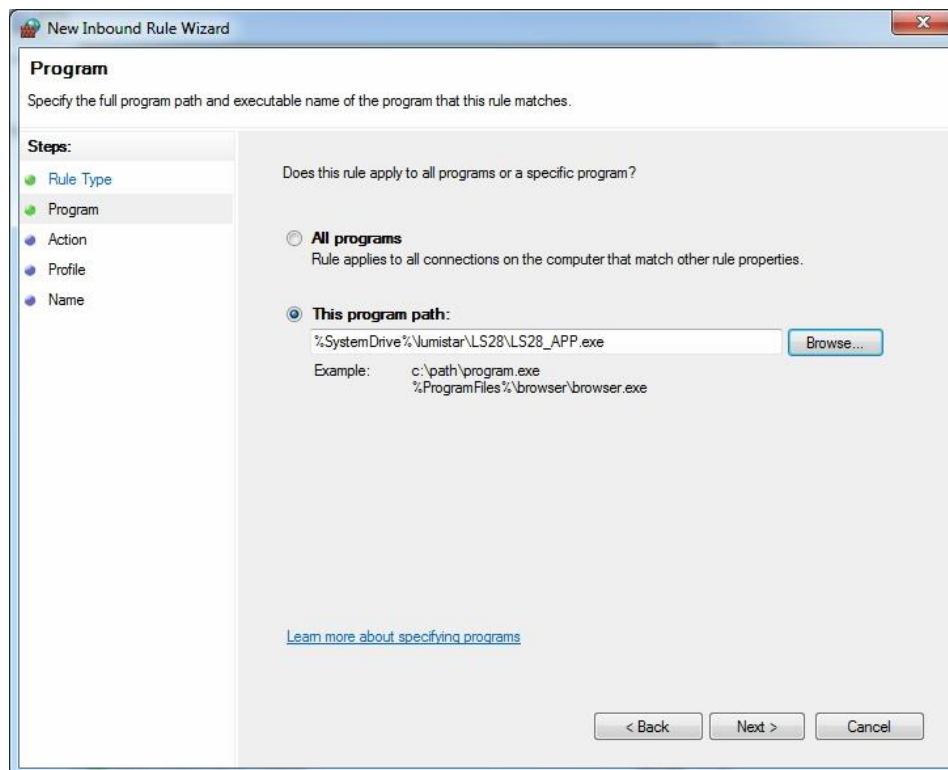 New Inbound Rule Wizard
Program
Specify the full program path and executable name of the program that this rule matches.
Steps:
Rule Type
Program
Action
Profile
Name
Does this rule apply to all programs or a specific program?
All programs
Rule applies to all connections on the computer that match other rule properties.
This program path:
%SystemDrive%\lumistar\LS28\LS28_APP.exe
Browse...
Example: c:\path\program.exe
%ProgramFiles%\browser\browser.exe
Learn more about specifying programs
< Back Next > Cancel